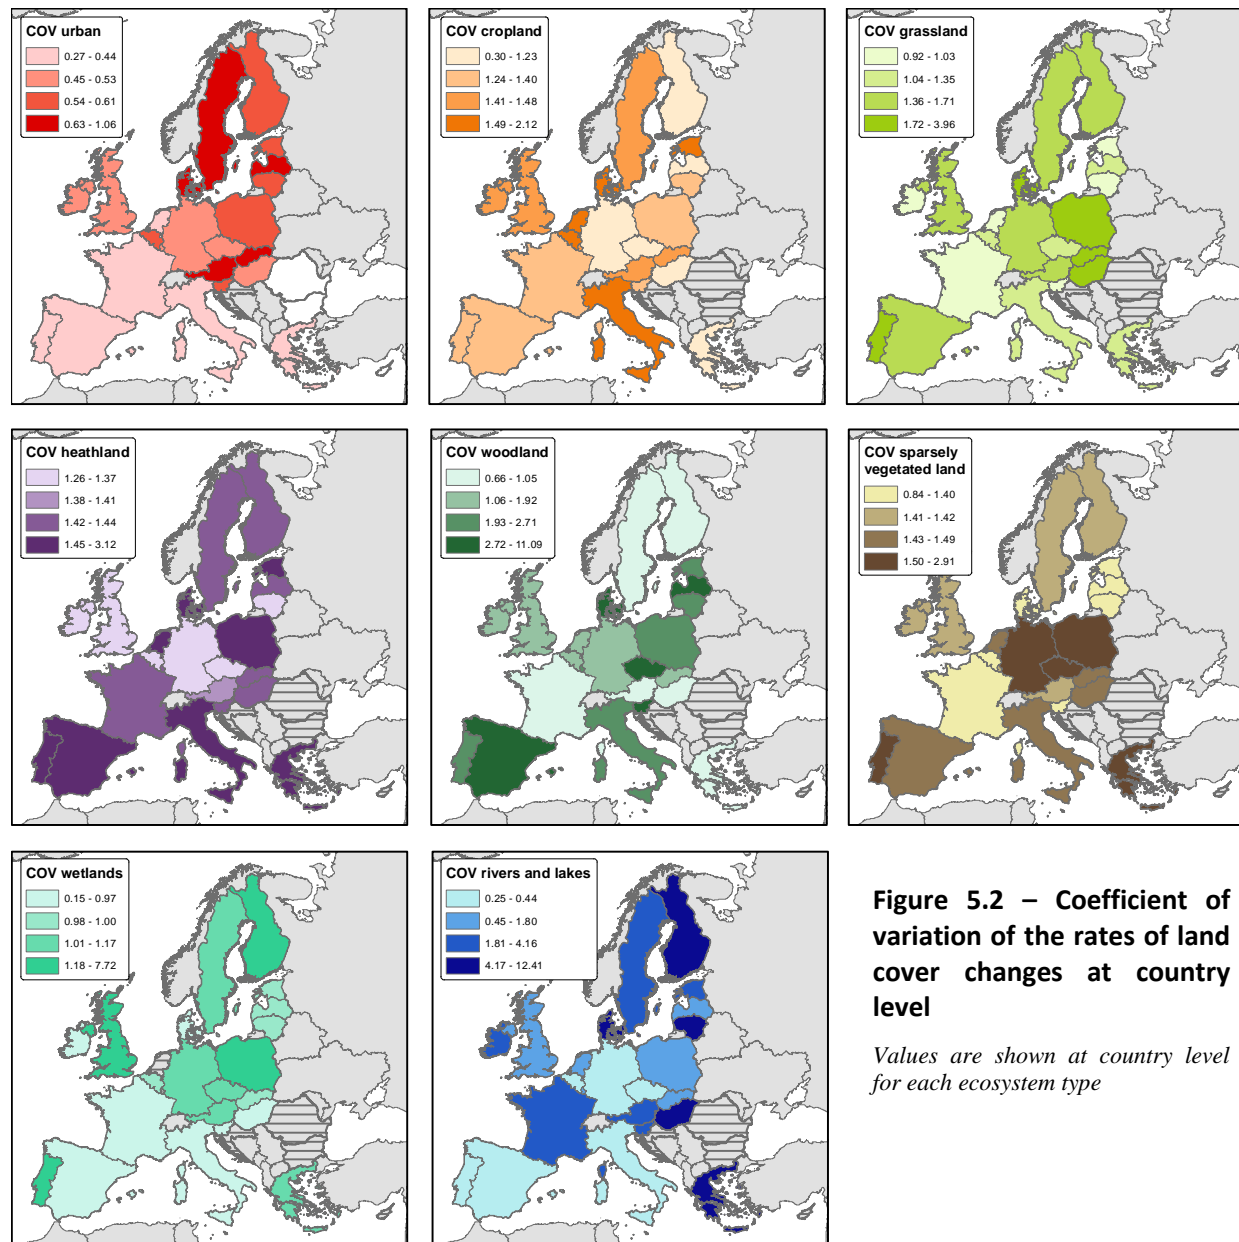 COV urban
0.27 - 0.44
0.45 - 0.53
0.54 - 0.61
0.63 - 1.06
COV cropland
0.30 - 1.23
1.24 - 1.40
1.41 - 1.48
1.49 - 2.12
COV grassland
0.92 - 1.03
1.04 - 1.35
1.36 - 1.71
1.72 - 3.96
COV heathland
1.26 - 1.37
1.38 - 1.41
1.42 - 1.44
1.45 - 3.12
COV woodland
0.66 - 1.05
1.06 - 1.92
1.93 - 2.71
2.72 - 11.09
COV sparsely
vegetated land
0.84 - 1.40
1.41 - 1.42
1.43 - 1.49
1.50 - 2.91
COV wetlands
0.15 - 0.97
0.98 - 1.00
1.01 - 1.17
1.18 - 7.72
COV rivers and lakes
0.25 - 0.44
0.45 - 1.80
1.81 - 4.16
4.17 - 12.41
Figure 5.2 – Coefficient of
variation of the rates of land
cover changes at country
level
Values are shown at country level
for each ecosystem type